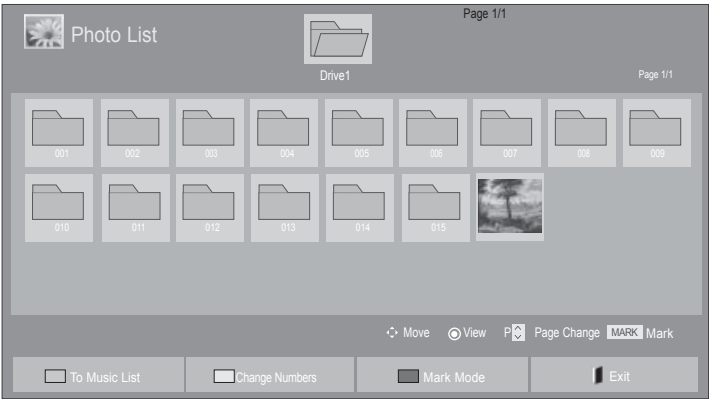 Page 1/1
Photo List
Drive1
Page 1/1
001 002 003 004 005 006 007 008 009
010 011 012 013 014 015
Move View P Page Change MARK Mark
To Music List Change Numbers Mark Mode Exit